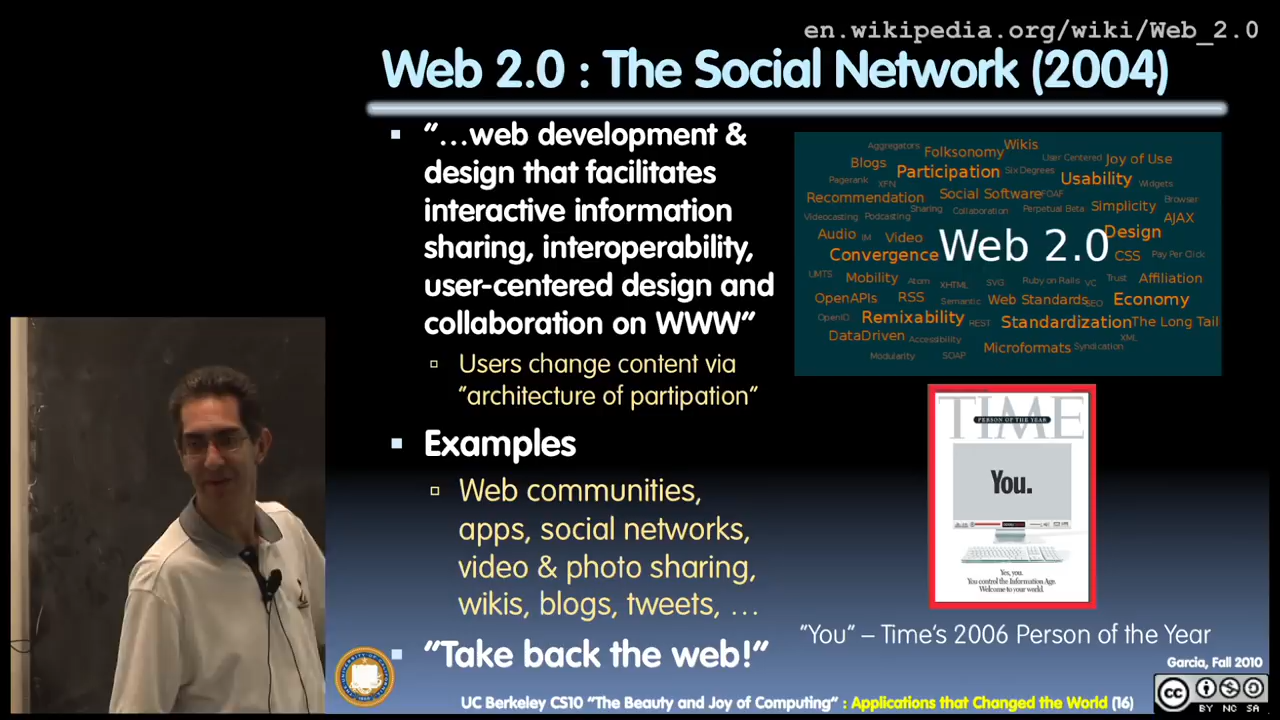 en.wikipedia.org/wiki/Web_2.0
Web 2.0 : The Social Network (2004)
"…web development &
design that facilitates
interactive information
sharing, interoperability,
user-centered design and
collaboration on WWW"
Users change content via
"architecture of partipation"
Examples
Web communities,
apps, social networks,
video & photo sharing,
wikis, blogs, tweets, …
"Take back the web!"
Aggregators Folksonomy Wikis
Blogs Participation Six Degrees User Centered Joy of Use
Pagerank XFN Usability Widgets
Recommendation Social Software FOAF Browser
Videocasting Podcasting Sharing Collaboration Perpetual Beta Simplicity AJAX
Audio IM Video Web 2.0 Design
Convergence CSS Pay Per Click
UMTS Mobility Atom XHTML SVG Ruby on Rails VC Trust Affiliation
OpenAPIs RSS Semantic Web Standards SEO Economy
OpenID Remixability REST Standardization The Long Tail
DataDriven Accessibility XML
Modularity SOAP Microformats Syndication
TIME
PERSON OF THE YEAR
You.
Yes, you.
You control the Information Age.
Welcome to your world.
"You" – Time's 2006 Person of the Year
Garcia, Fall 2010
UC Berkeley CS10 "The Beauty and Joy of Computing" : Applications that Changed the World (16)
cc
BY NC SA